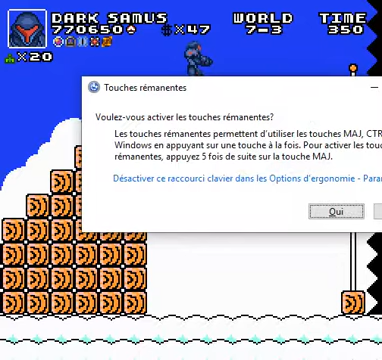 DARK SAMUS WORLD TIME
770650 $×47 7-3 350
×20
Touches rémanentes
Voulez-vous activer les touches rémanentes?
Les touches rémanentes permettent d'utiliser les touches MAJ, CTR
Windows en appuyant sur une touche à la fois. Pour activer les touc
rémanentes, appuyez 5 fois de suite sur la touche MAJ.
Désactiver ce raccourci clavier dans les Options d'ergonomie - Para
Oui